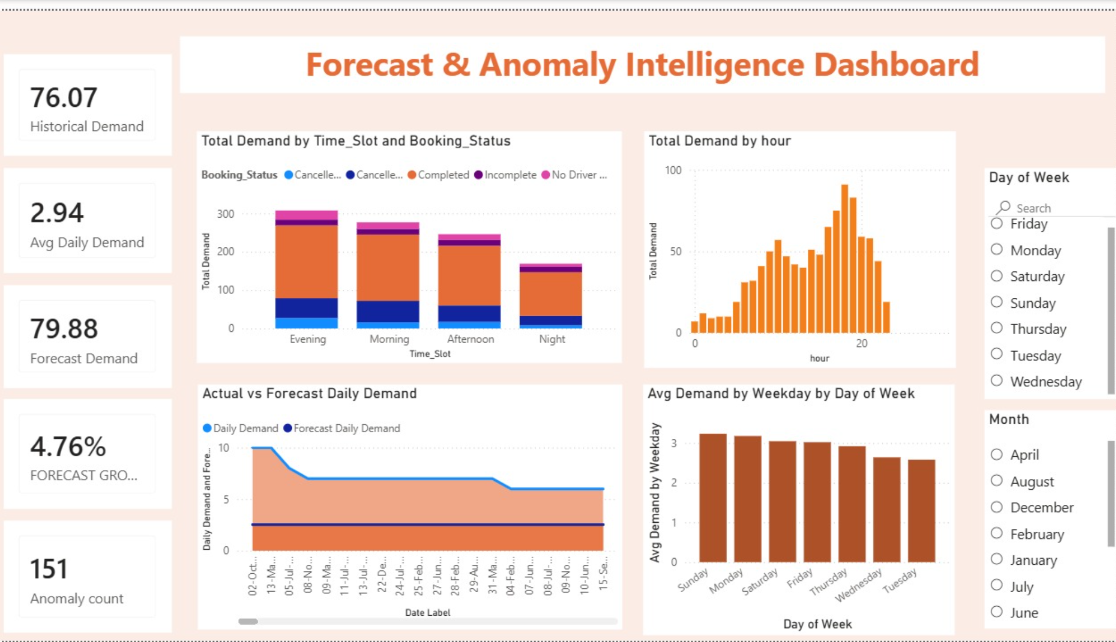 Forecast & Anomaly Intelligence Dashboard
76.07
Historical Demand
2.94
Avg Daily Demand
79.88
Forecast Demand
4.76%
FORECAST GRO...
151
Anomaly count
Total Demand by Time_Slot and Booking_Status
Booking_Status Cancelle... Cancelle... Completed Incomplete No Driver ...
Total Demand
300
200
100
0
Evening Morning Afternoon Night
Time_Slot
Total Demand by hour
Total Demand
100
50
0
0 20
hour
Actual vs Forecast Daily Demand
Daily Demand Forecast Daily Demand
Daily Demand and Fore...
10
5
0
02-Oct...
13-Ma...
05-Jul-...
08-No...
09-Ma...
11-Jul-...
13-Jul-...
22-De...
24-Jul-...
25-Feb...
27-Jun...
28-Feb...
29-Au...
31-Ma...
04-Feb...
07-Jun...
08-Jul-...
09-No...
10-Jun...
15-Se...
Date Label
Avg Demand by Weekday by Day of Week
Avg Demand by Weekday
3
2
1
0
Sunday
Monday
Saturday
Friday
Thursday
Wednesday
Tuesday
Day of Week
Day of Week
Search
Friday
Monday
Saturday
Sunday
Thursday
Tuesday
Wednesday
Month
April
August
December
February
January
July
June